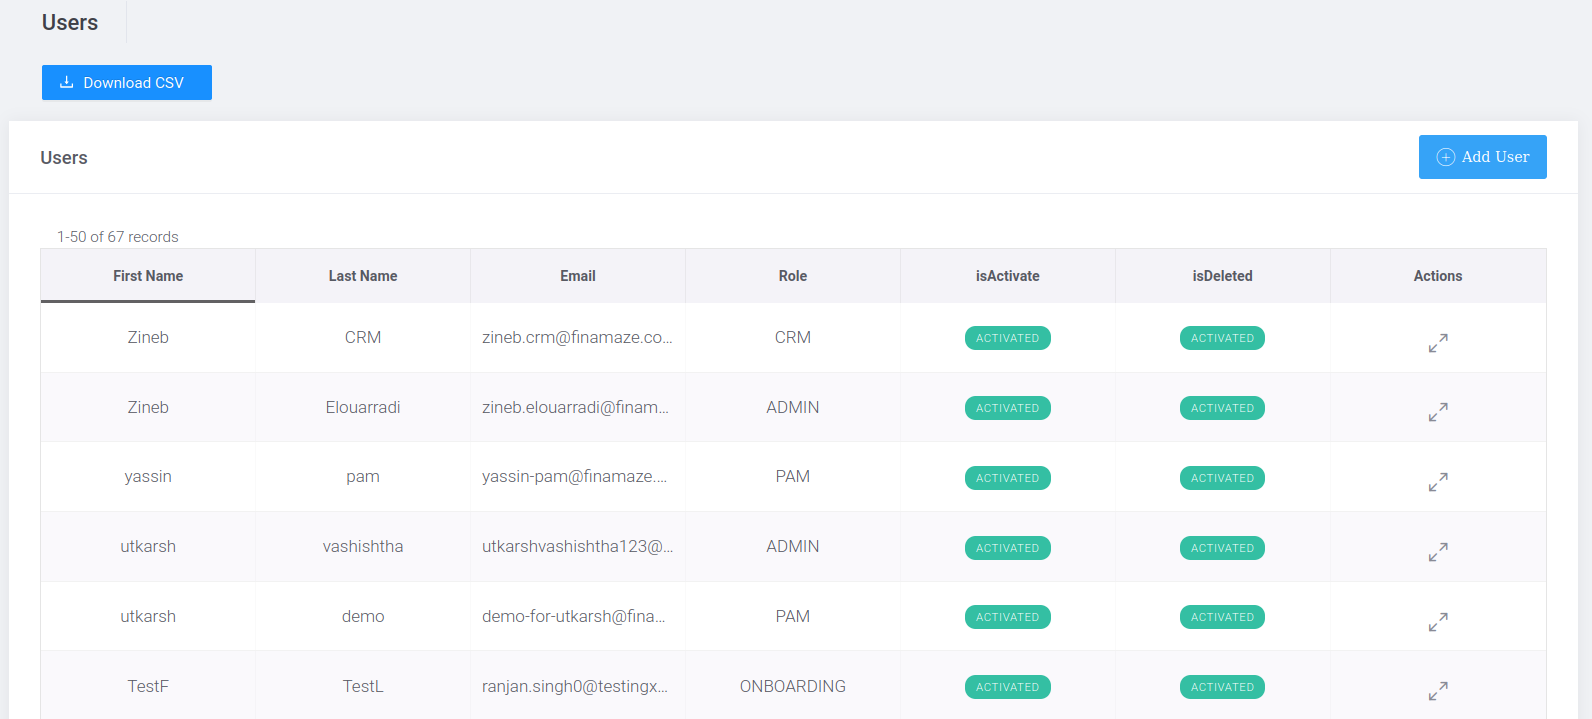 Users
Download CSV
Users
Add User
1-50 of 67 records
First Name Last Name Email Role isActivate isDeleted Actions
Zineb CRM zineb.crm@finamaze.co... CRM ACTIVATED ACTIVATED
Zineb Elouarradi zineb.elouarradi@finam... ADMIN ACTIVATED ACTIVATED
yassin pam yassin-pam@finamaze.... PAM ACTIVATED ACTIVATED
utkarsh vashishtha utkarshvashishtha123@... ADMIN ACTIVATED ACTIVATED
utkarsh demo demo-for-utkarsh@fina... PAM ACTIVATED ACTIVATED
TestF TestL ranjan.singh0@testingx... ONBOARDING ACTIVATED ACTIVATED